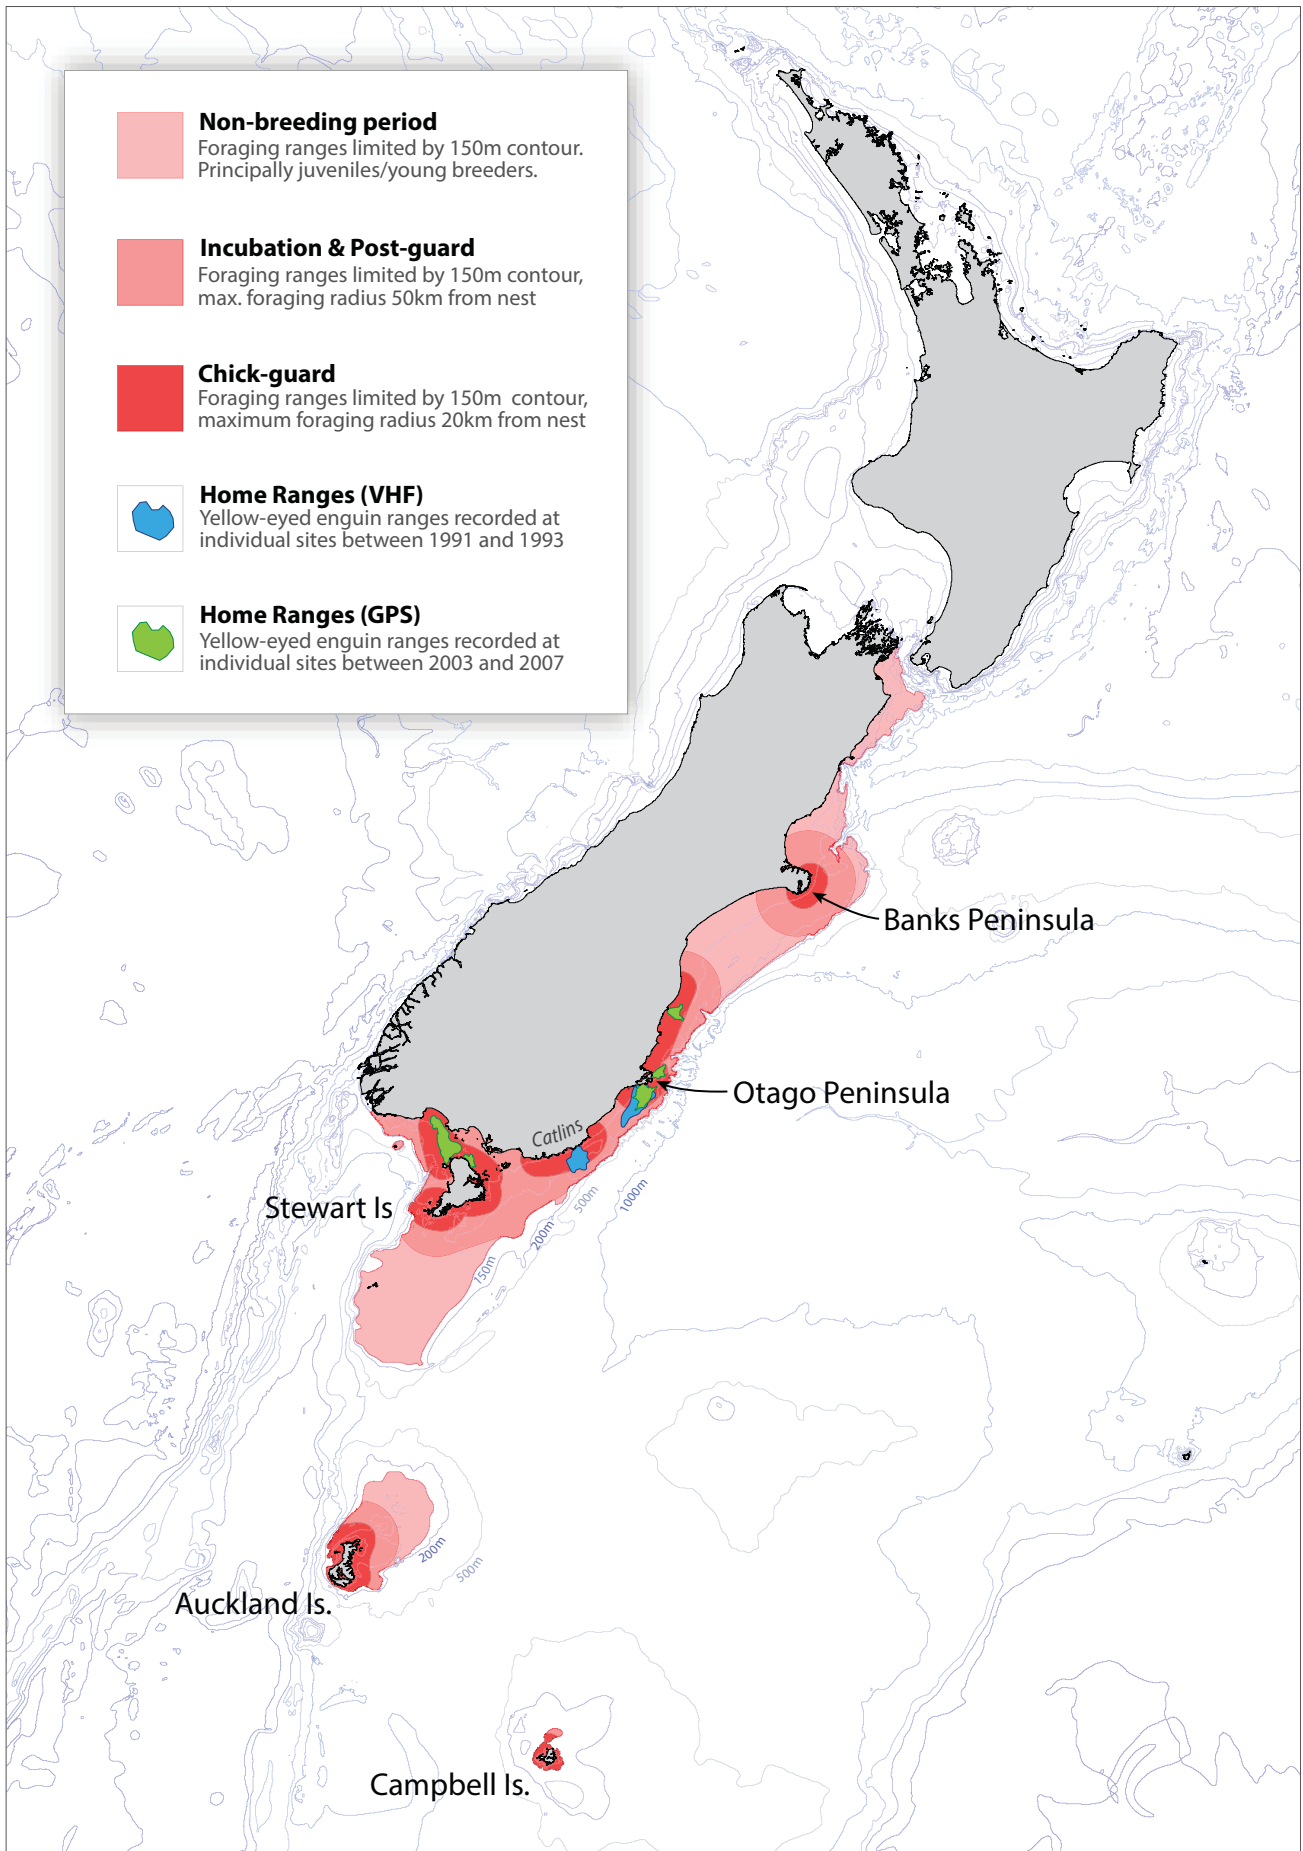 Non-breeding period
Foraging ranges limited by 150m contour.
Principally juveniles/young breeders.
Incubation & Post-guard
Foraging ranges limited by 150m contour,
max. foraging radius 50km from nest
Chick-guard
Foraging ranges limited by 150m contour,
maximum foraging radius 20km from nest
Home Ranges (VHF)
Yellow-eyed enguin ranges recorded at
individual sites between 1991 and 1993
Home Ranges (GPS)
Yellow-eyed enguin ranges recorded at
individual sites between 2003 and 2007
Banks Peninsula
Otago Peninsula
Catlins
Stewart Is
150m
200m
500m
1000m
200m
500m
Auckland Is.
Campbell Is.